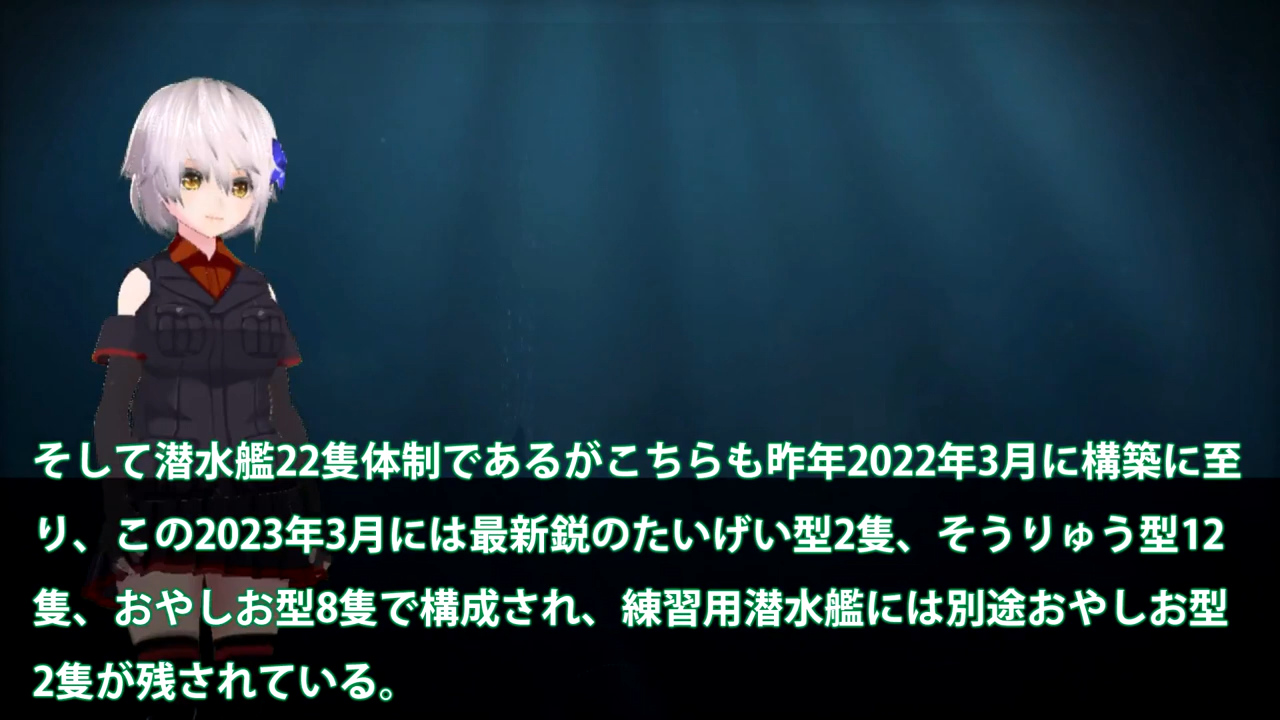 そして潜水艦22隻体制であるがこちらも昨年2022年3月に構築に至
り、この2023年3月には最新鋭のたいげい型2隻、そうりゅう型12
隻、おやしお型8隻で構成され、練習用潜水艦には別途おやしお型
2隻が残されている。